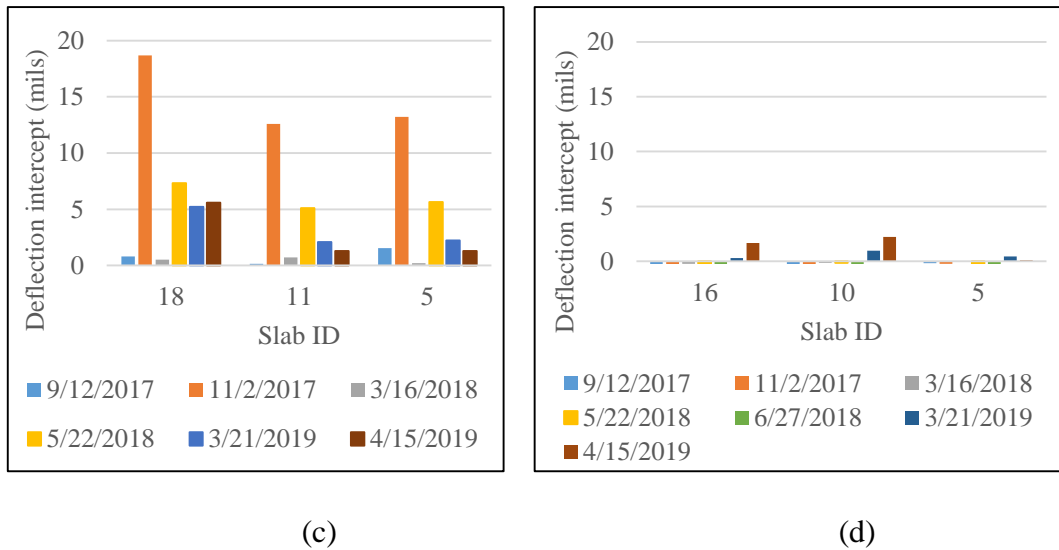 Deflection intercept (mils)
20
15
10
5
0
18 11 5
Slab ID
9/12/2017 11/2/2017 3/16/2018
5/22/2018 3/21/2019 4/15/2019
(c)
Deflection intercept (mils)
20
15
10
5
0
16 10 5
Slab ID
9/12/2017 11/2/2017 3/16/2018
5/22/2018 6/27/2018 3/21/2019
4/15/2019
(d)